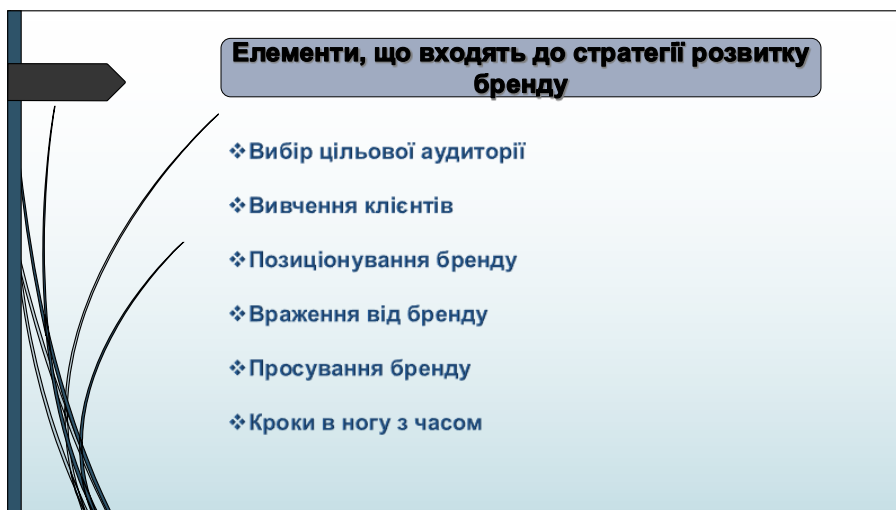 Елементи, що входять до стратегії розвитку
бренду
❖Вибір цільової аудиторії
❖Вивчення клієнтів
❖Позиціонування бренду
❖Враження від бренду
❖Просування бренду
❖Кроки в ногу з часом